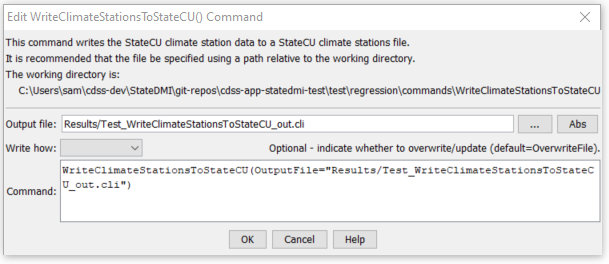 Edit WriteClimateStationsToStateCU() Command
This command writes the StateCU climate station data to a StateCU climate stations file.
It is recommended that the file be specified using a path relative to the working directory.
The working directory is:
C:\Users\sam\cdss-dev\StateDMI\git-repos\cdss-app-statedmi-test\test\regression\commands\WriteClimateStationsToStateCU
Output file: Results/Test_WriteClimateStationsToStateCU_out.cli ... Abs
Write how: Optional - indicate whether to overwrite/update (default=OverwriteFile).
WriteClimateStationsToStateCU(OutputFile="Results/Test_WriteClimateStationsToStateC
Command: U_out.cli")
OK Cancel Help